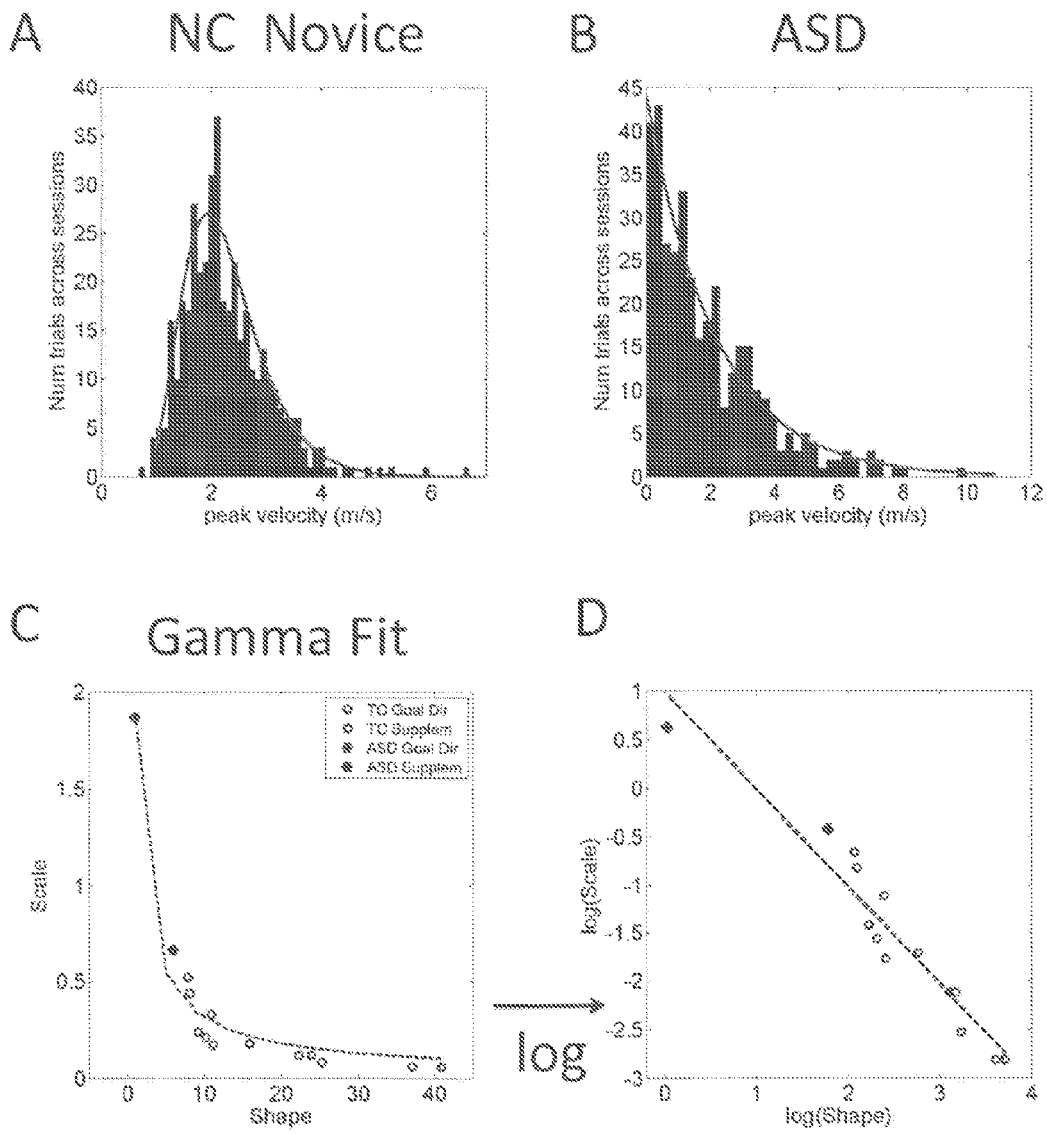 A NC Novice
40
35
30
25
20
15
10
5
0
Num trials across sessions
0 2 4 6
peak velocity (m/s)
B ASD
45
40
35
30
25
20
15
10
5
0
Num trials across sessions
0 2 4 6 8 10 12
peak velocity (m/s)
C Gamma Fit
2
1.5
1
0.5
0
Scale
TC Goal Dir
TC Supplem
ASD Goal Dir
ASD Supplem
0 10 20 30 40
Shape
log
D
1
0.5
0
-0.5
-1
-1.5
-2
-2.5
-3
log(Scale)
0 1 2 3 4
log(Shape)